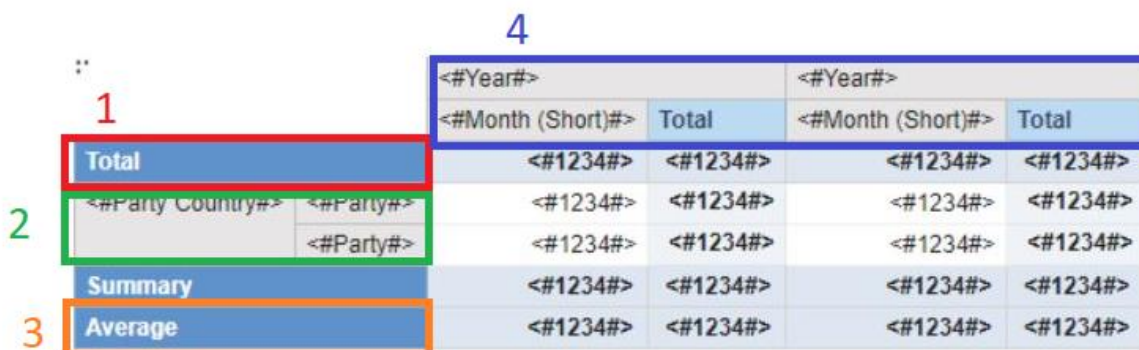 4
<#Year#> <#Year#>
1
<#Month (Short)#> Total <#Month (Short)#> Total
Total <#1234#> <#1234#> <#1234#> <#1234#>
2
<#Party Country#> <#Party#> <#1234#> <#1234#> <#1234#> <#1234#>
<#Party#> <#1234#> <#1234#> <#1234#> <#1234#>
Summary <#1234#> <#1234#> <#1234#> <#1234#>
3 Average <#1234#> <#1234#> <#1234#> <#1234#>